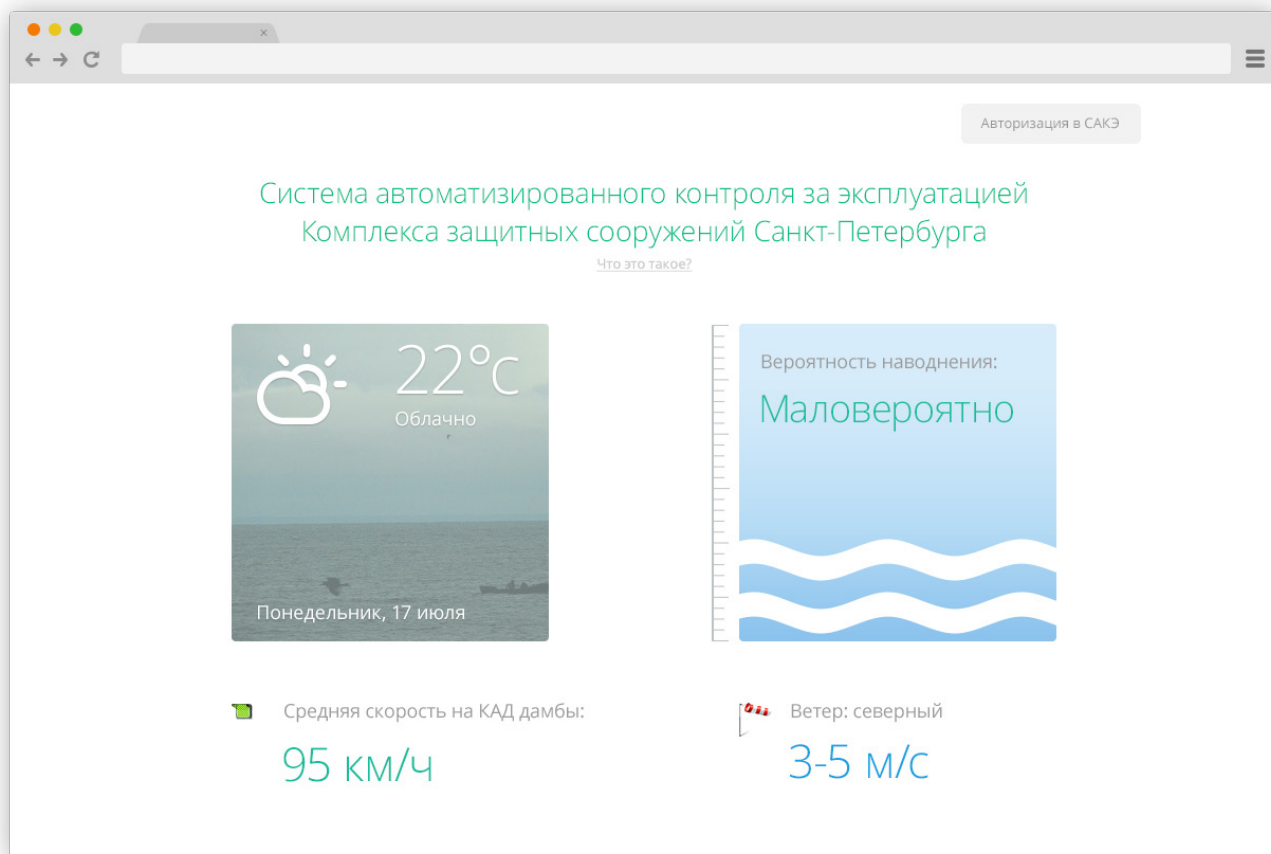 Авторизация в САКЭ
Система автоматизированного контроля за эксплуатацией
Комплекса защитных сооружений Санкт-Петербурга
Что это такое?
22°C
Облачно
Понедельник, 17 июля
Вероятность наводнения:
Маловероятно
Средняя скорость на КАД дамбы:
95 км/ч
Ветер: северный
3-5 м/с